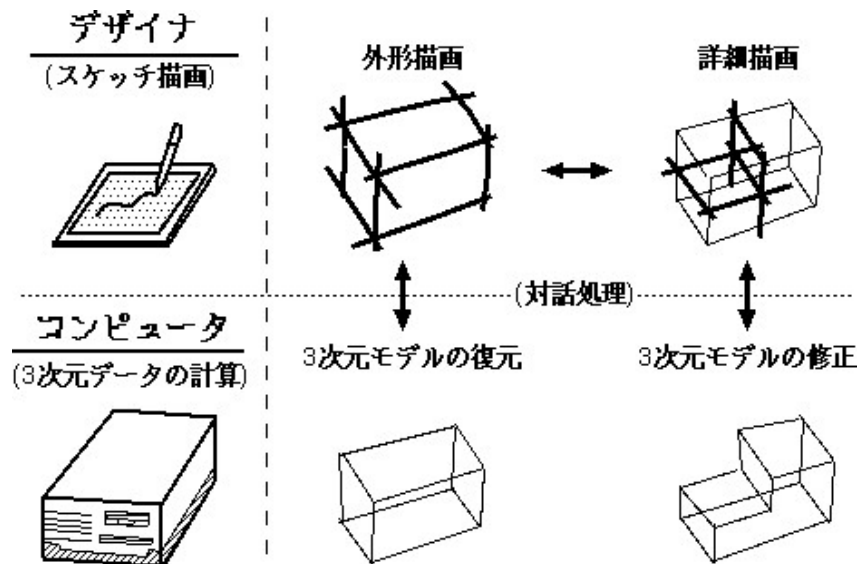 デザイナ
(スケッチ描画)
外形描画
詳細描画
(対話処理)
コンピュータ
(3次元データの計算)
3次元モデルの復元
3次元モデルの修正